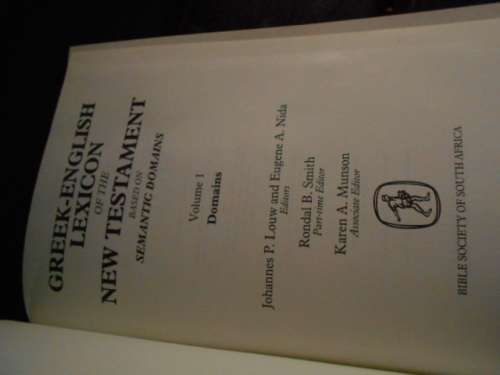 GREEK-ENGLISH
LEXICON
OF THE
NEW TESTAMENT
BASED ON
SEMANTIC DOMAINS
Volume 1
Domains
Johannes P. Louw and Eugene A. Nida
Editors
Rondal B. Smith
Part-time Editor
Karen A. Munson
Associate Editor
BIBLE SOCIETY OF SOUTH AFRICA